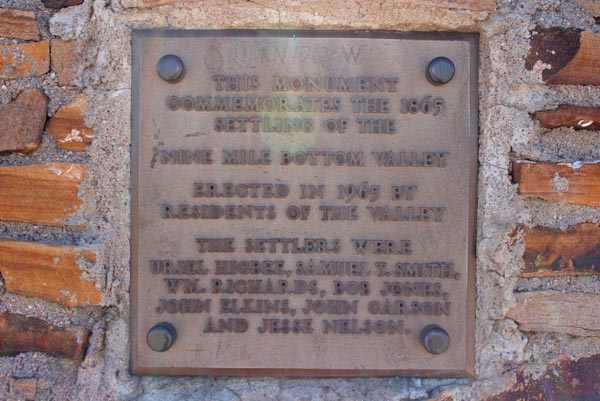 THIS MONUMENT
COMMEMORATES THE 1865
SETTLING OF THE
NINE MILE BOTTOM VALLEY
ERECTED IN 1965 BY
RESIDENTS OF THE VALLEY
THE SETTLERS WERE
URIEL HIGBEE, SAMUEL T. SMITH,
WM. RICHARDS, BOB JONES,
JOHN ELKINS, JOHN CARSON
AND JESSE NELSON.